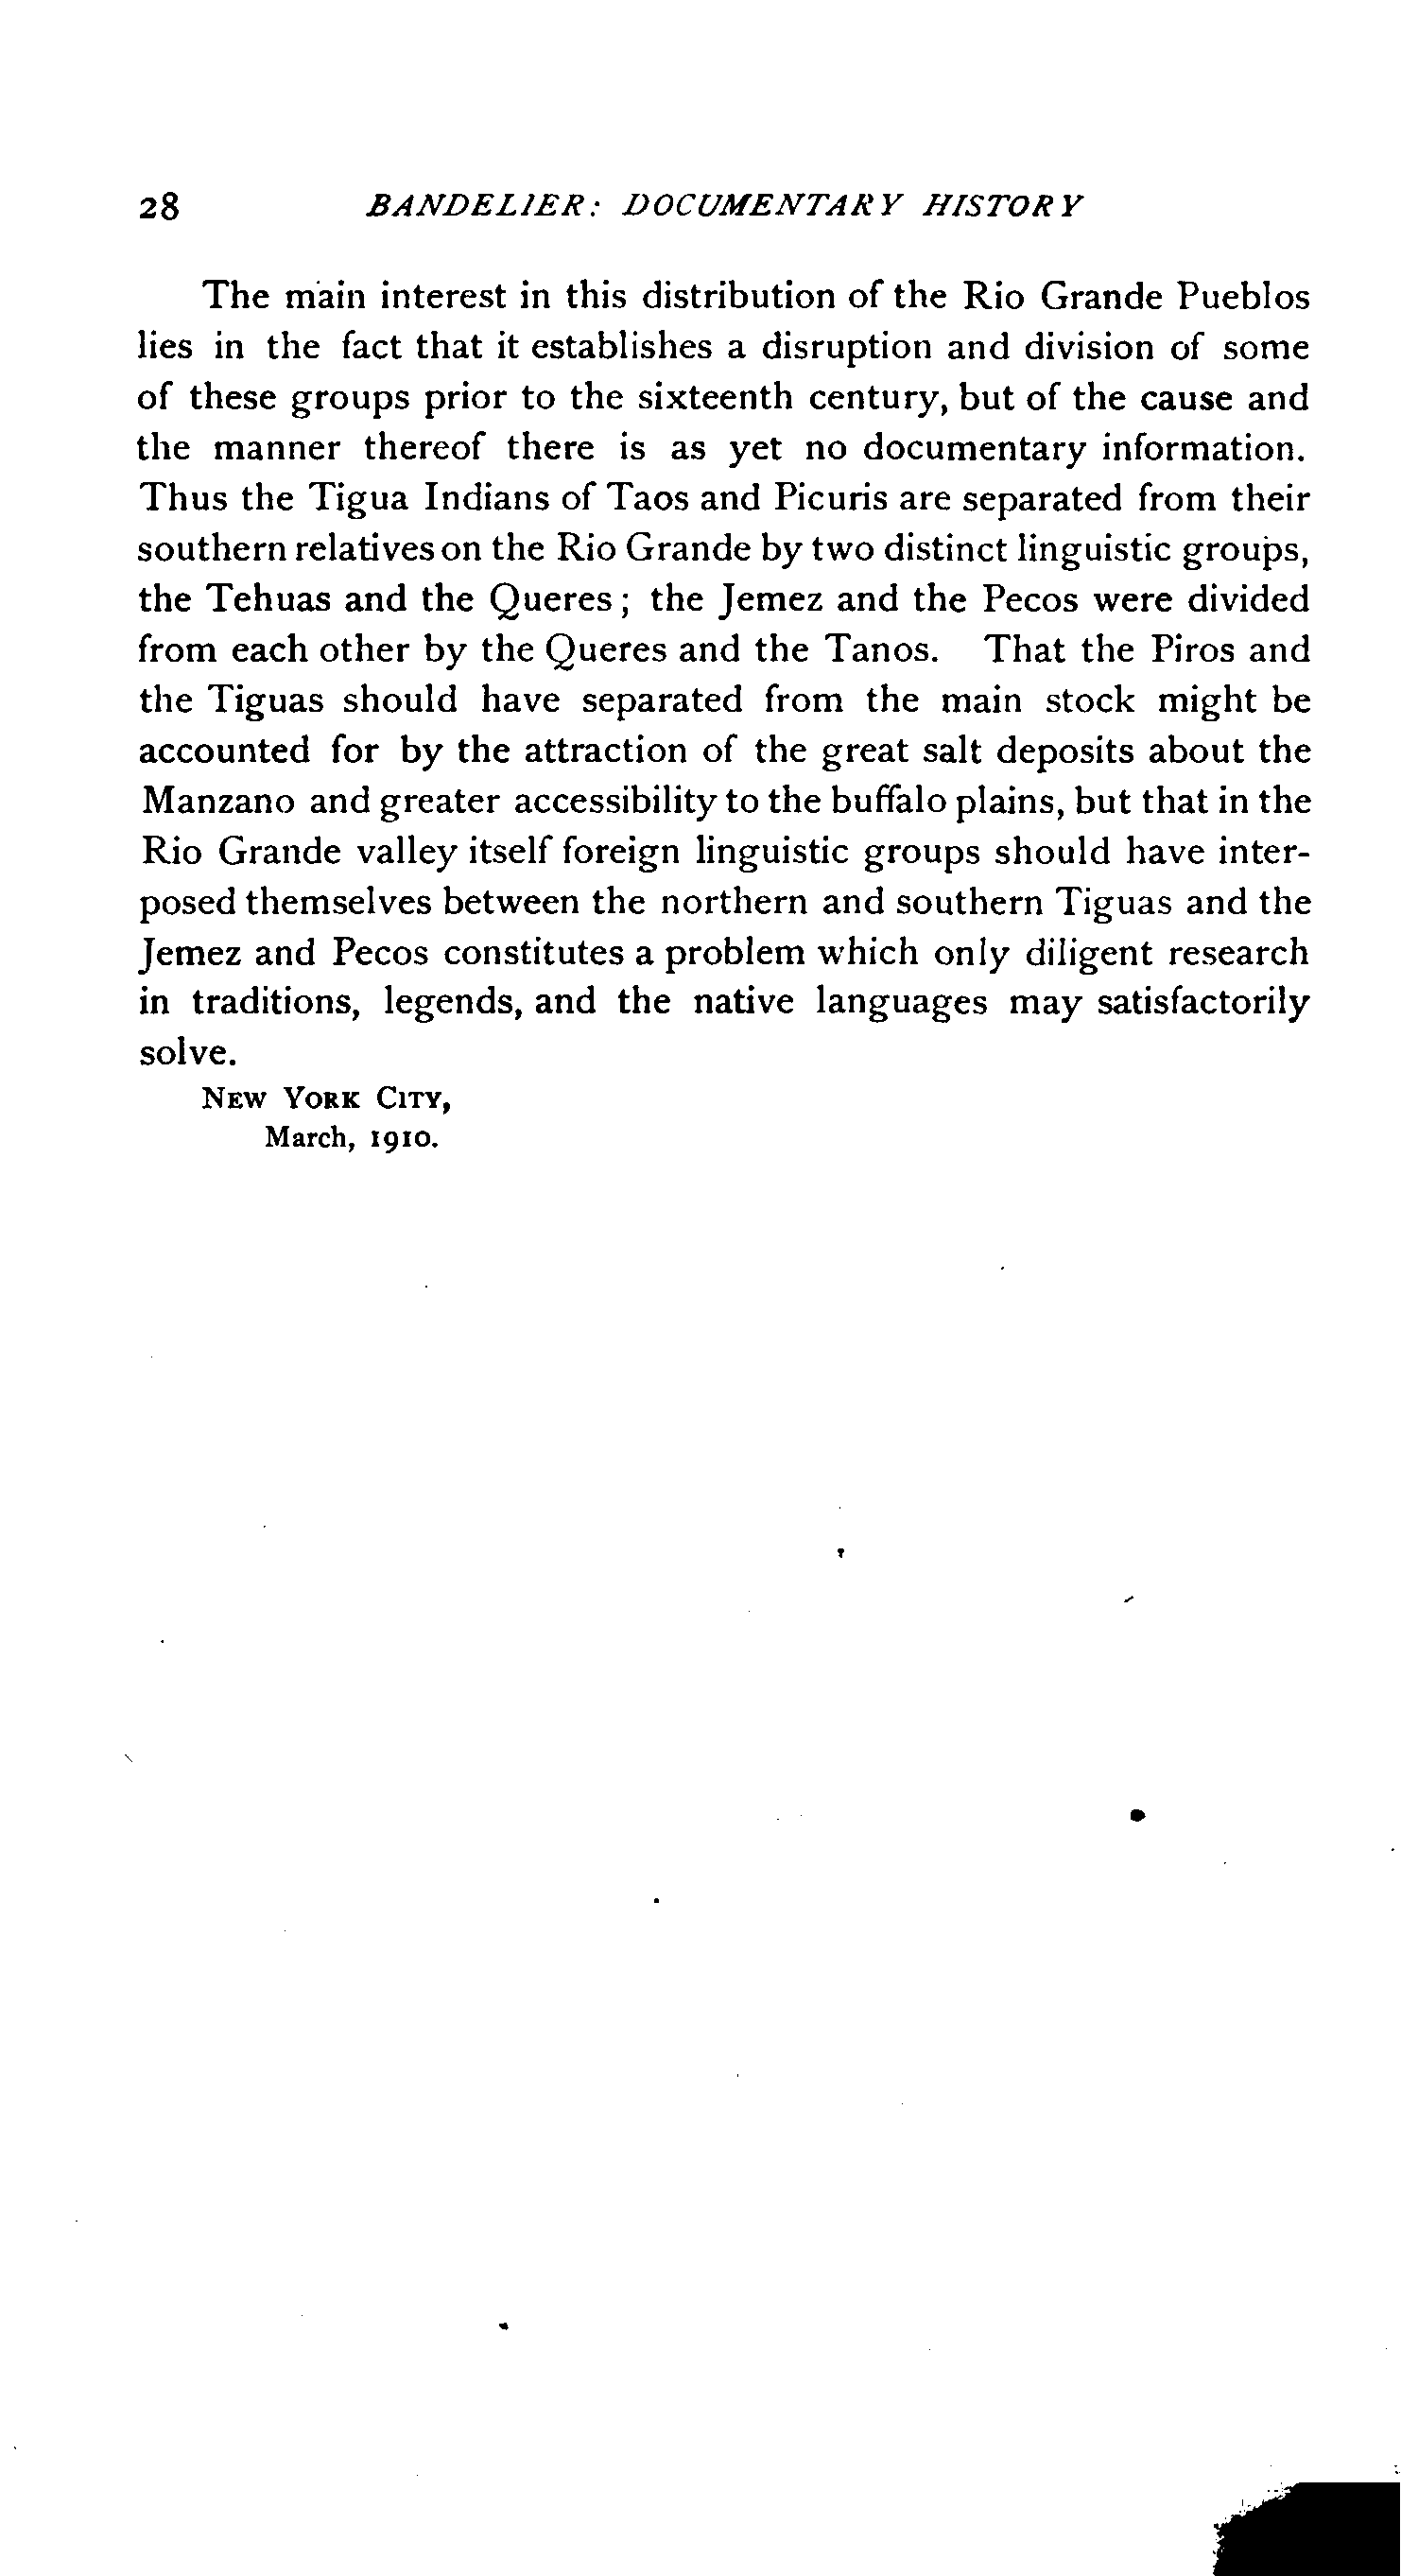 28 BANDELIER: DOCUMENTARY HISTORY
The main interest in this distribution of the Rio Grande Pueblos
lies in the fact that it establishes a disruption and division of some
of these groups prior to the sixteenth century, but of the cause and
the manner thereof there is as yet no documentary information.
Thus the Tigua Indians of Taos and Picuris are separated from their
southern relatives on the Rio Grande by two distinct linguistic groups,
the Tehuas and the Queres; the Jemez and the Pecos were divided
from each other by the Queres and the Tanos. That the Piros and
the Tiguas should have separated from the main stock might be
accounted for by the attraction of the great salt deposits about the
Manzano and greater accessibility to the buffalo plains, but that in the
Rio Grande valley itself foreign linguistic groups should have inter-
posed themselves between the northern and southern Tiguas and the
Jemez and Pecos constitutes a problem which only diligent research
in traditions, legends, and the native languages may satisfactorily
solve.
NEW YORK CITY,
March, 1910.